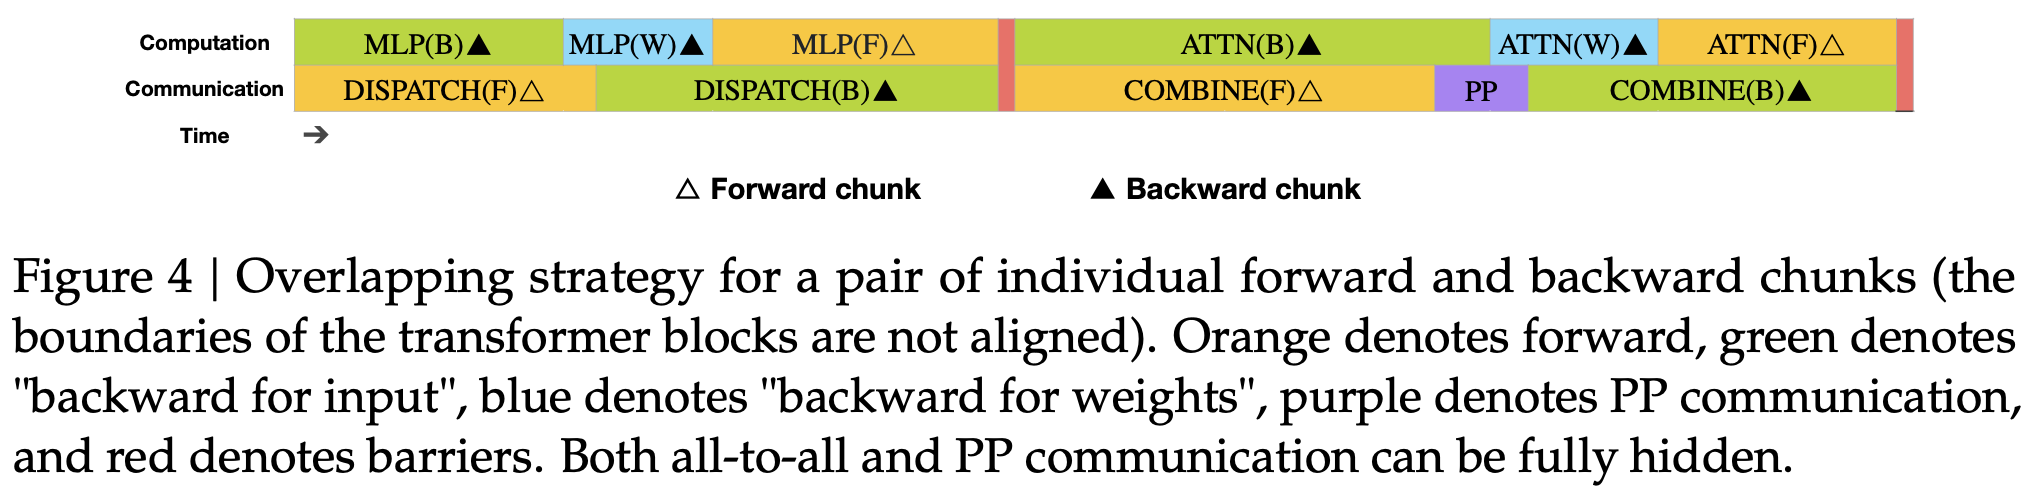 Computation MLP(B)▲ MLP(W)▲ MLP(F)△ ATTN(B)▲ ATTN(W)▲ ATTN(F)△
Communication DISPATCH(F)△ DISPATCH(B)▲ COMBINE(F)△ PP COMBINE(B)▲
Time ➔
△ Forward chunk ▲ Backward chunk
Figure 4 | Overlapping strategy for a pair of individual forward and backward chunks (the
boundaries of the transformer blocks are not aligned). Orange denotes forward, green denotes
"backward for input", blue denotes "backward for weights", purple denotes PP communication,
and red denotes barriers. Both all-to-all and PP communication can be fully hidden.